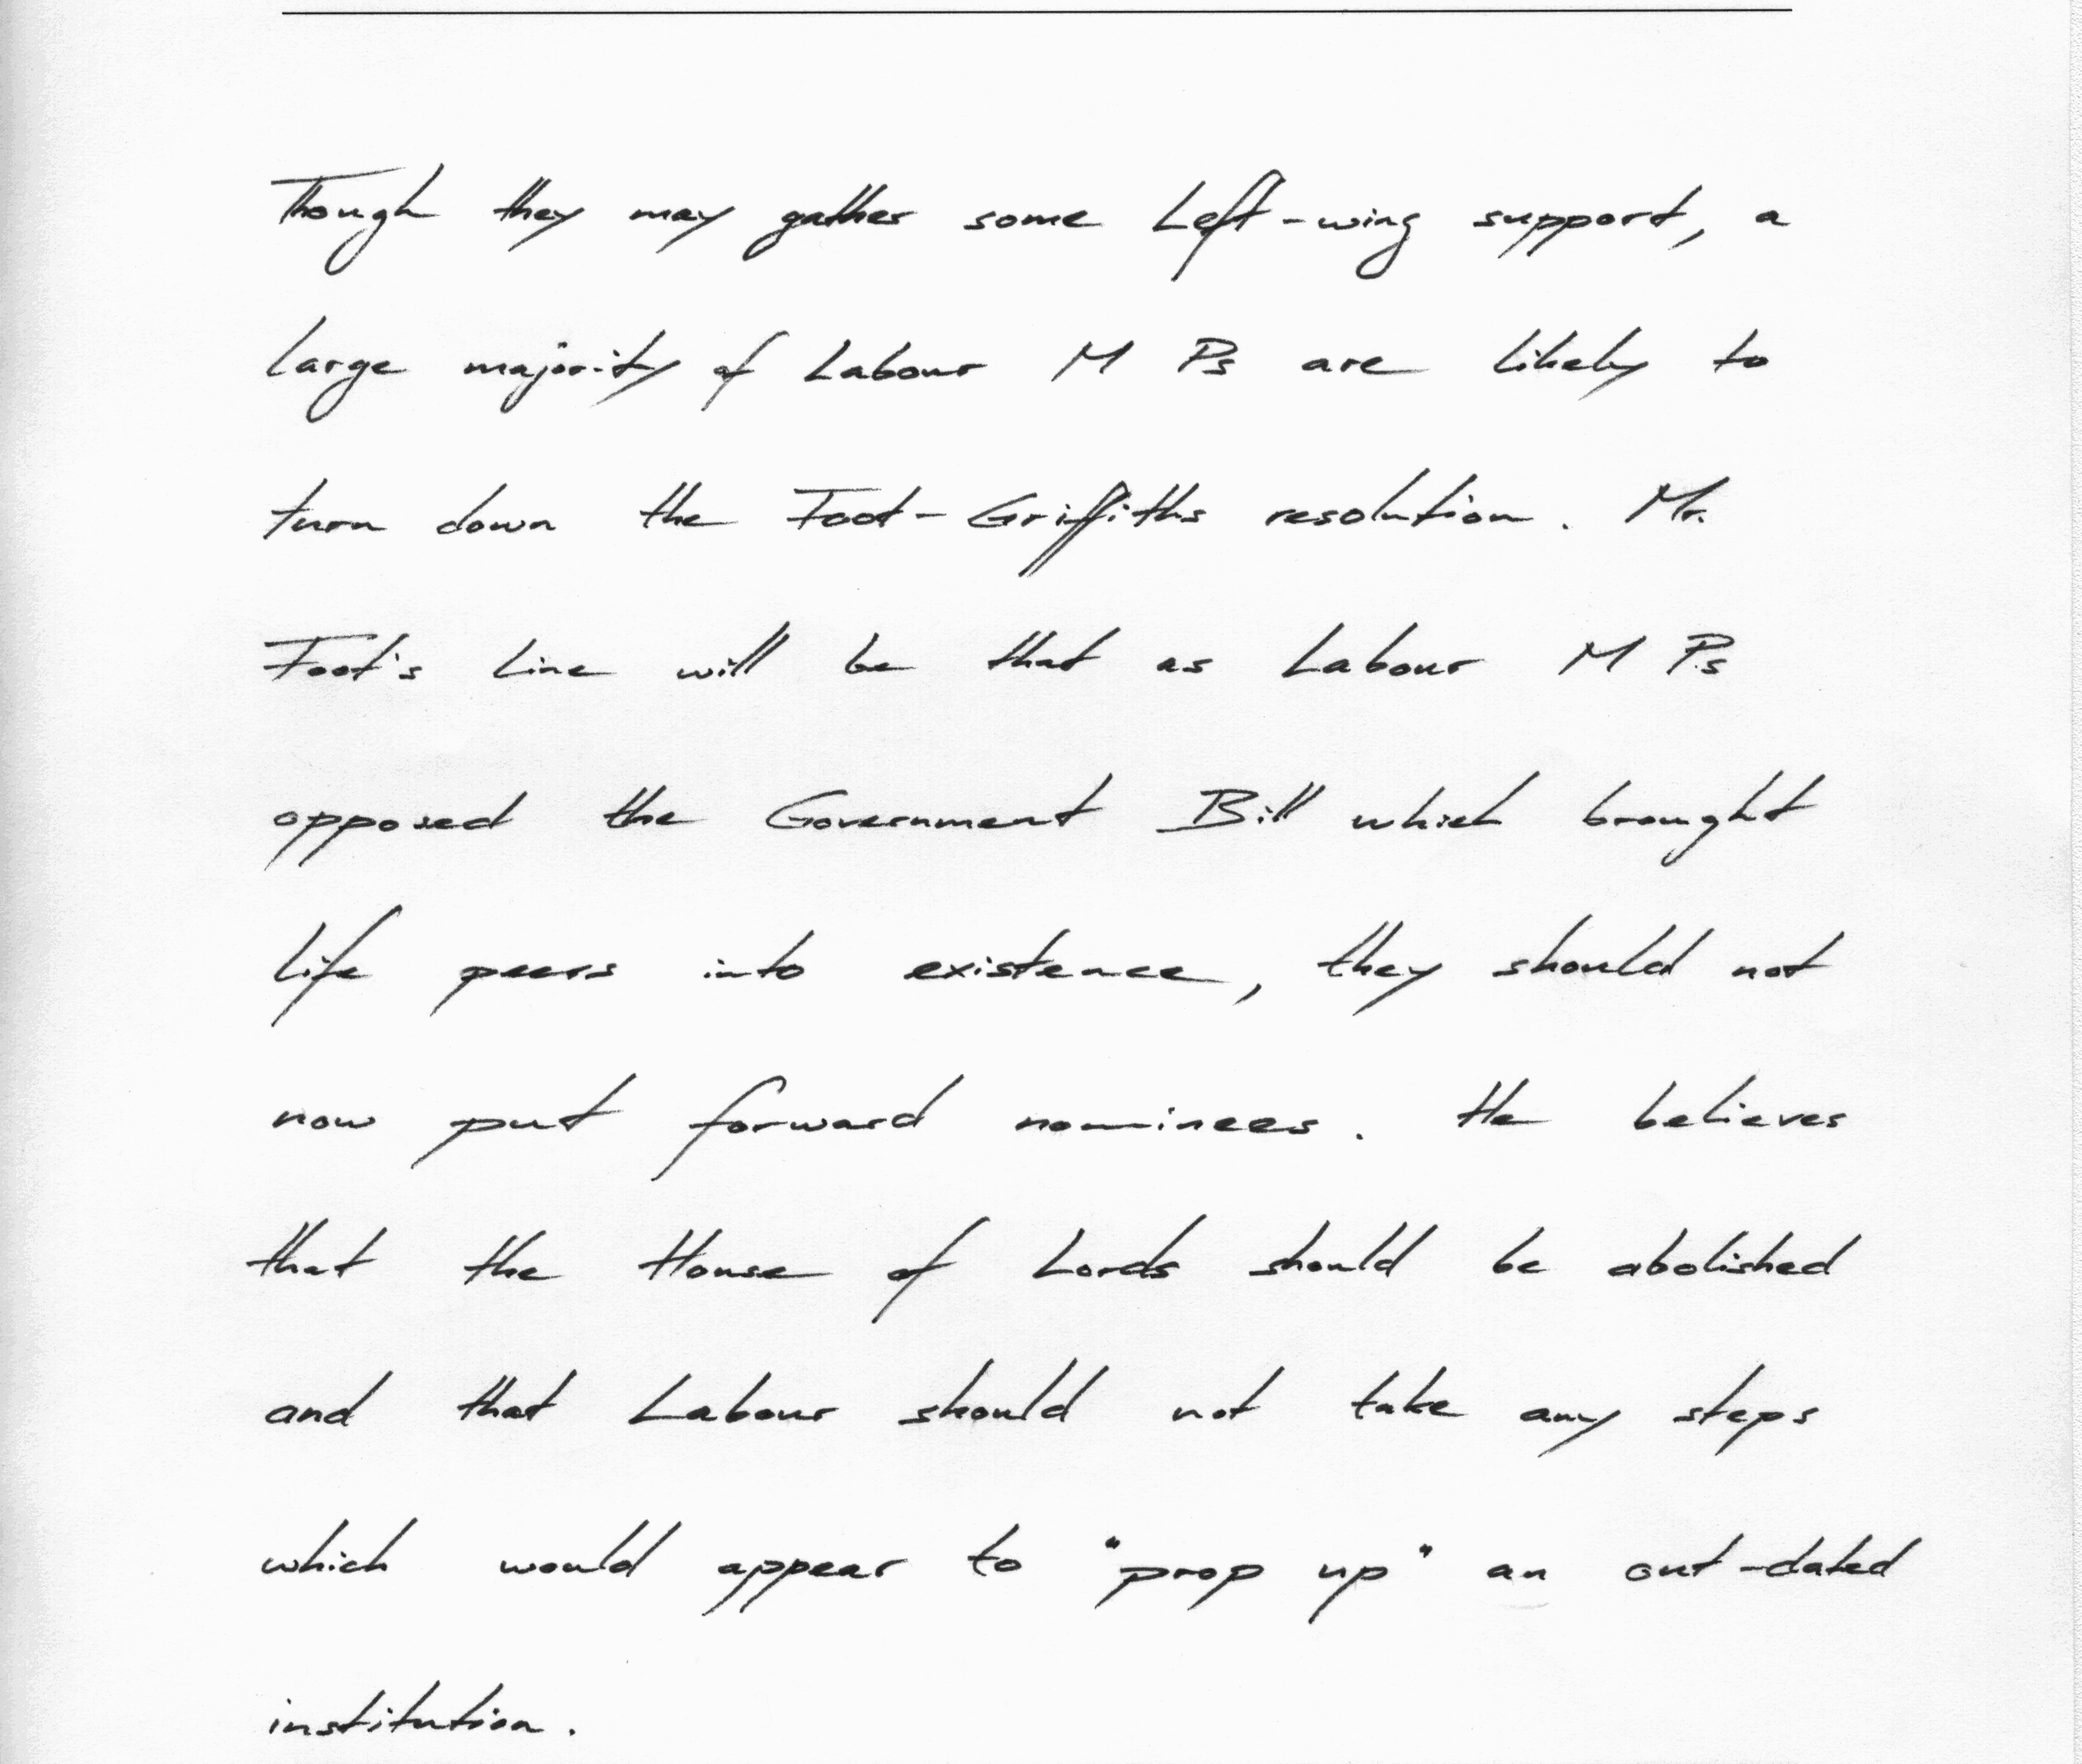 Though they may gather some Left-wing support, a
large majority of Labour M Ps are likely to
turn down the Foot-Griffiths resolution. Mr.
Foot's line will be that as Labour M Ps
opposed the Government Bill which brought
life peers into existence, they should not
now put forward nominees. He believes
that the House of Lords should be abolished
and that Labour should not take any steps
which would appear to "prop up" an out-dated
institution.